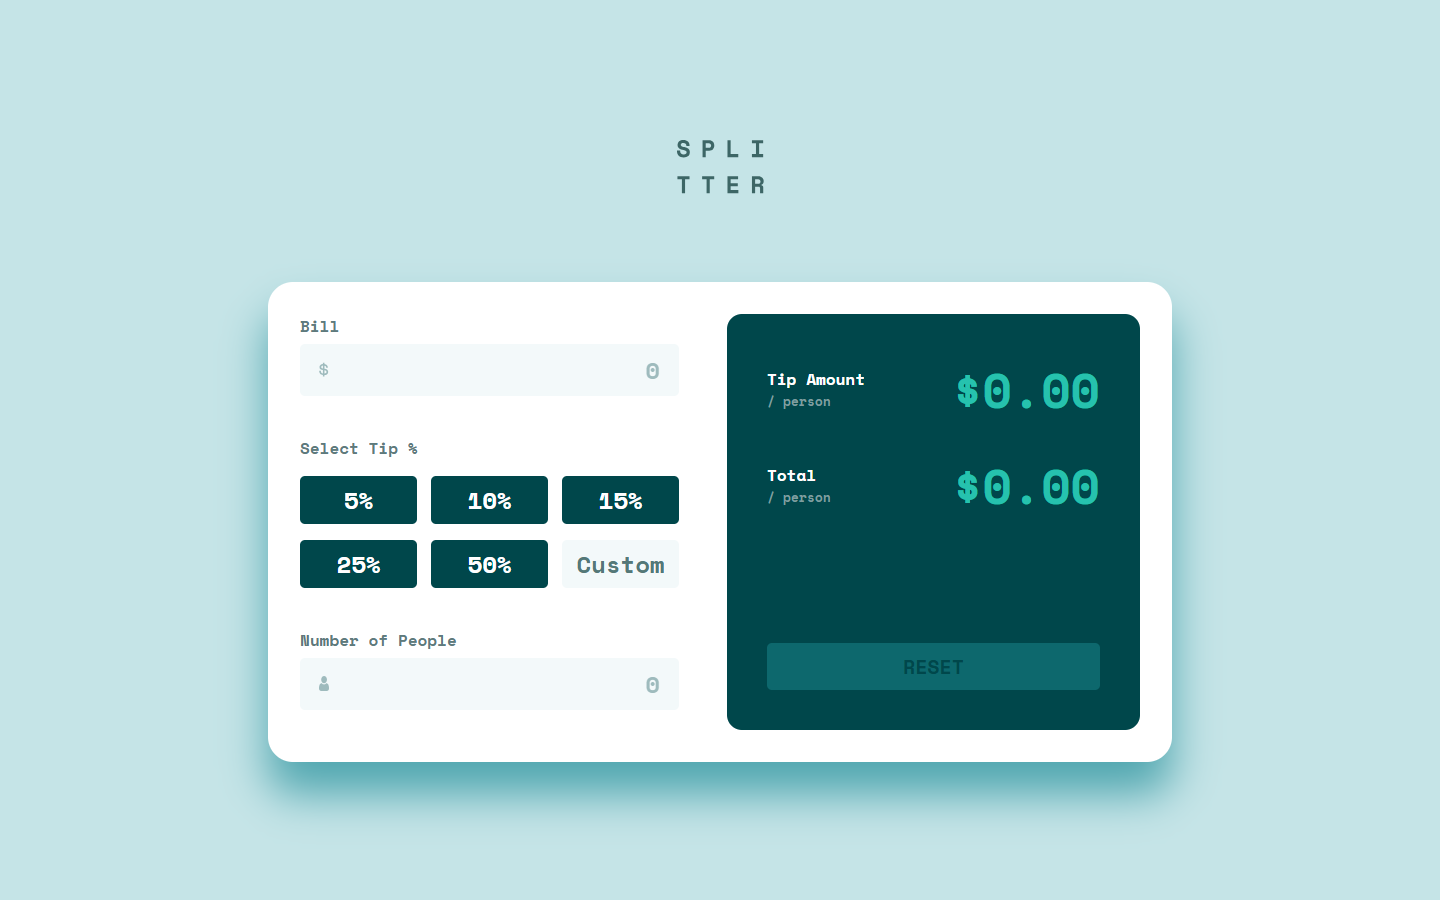 SPLI
TTER
Bill
$ 0
Select Tip %
5% 10% 15%
25% 50% Custom
Number of People
0
Tip Amount
/ person
$0.00
Total
/ person
$0.00
RESET